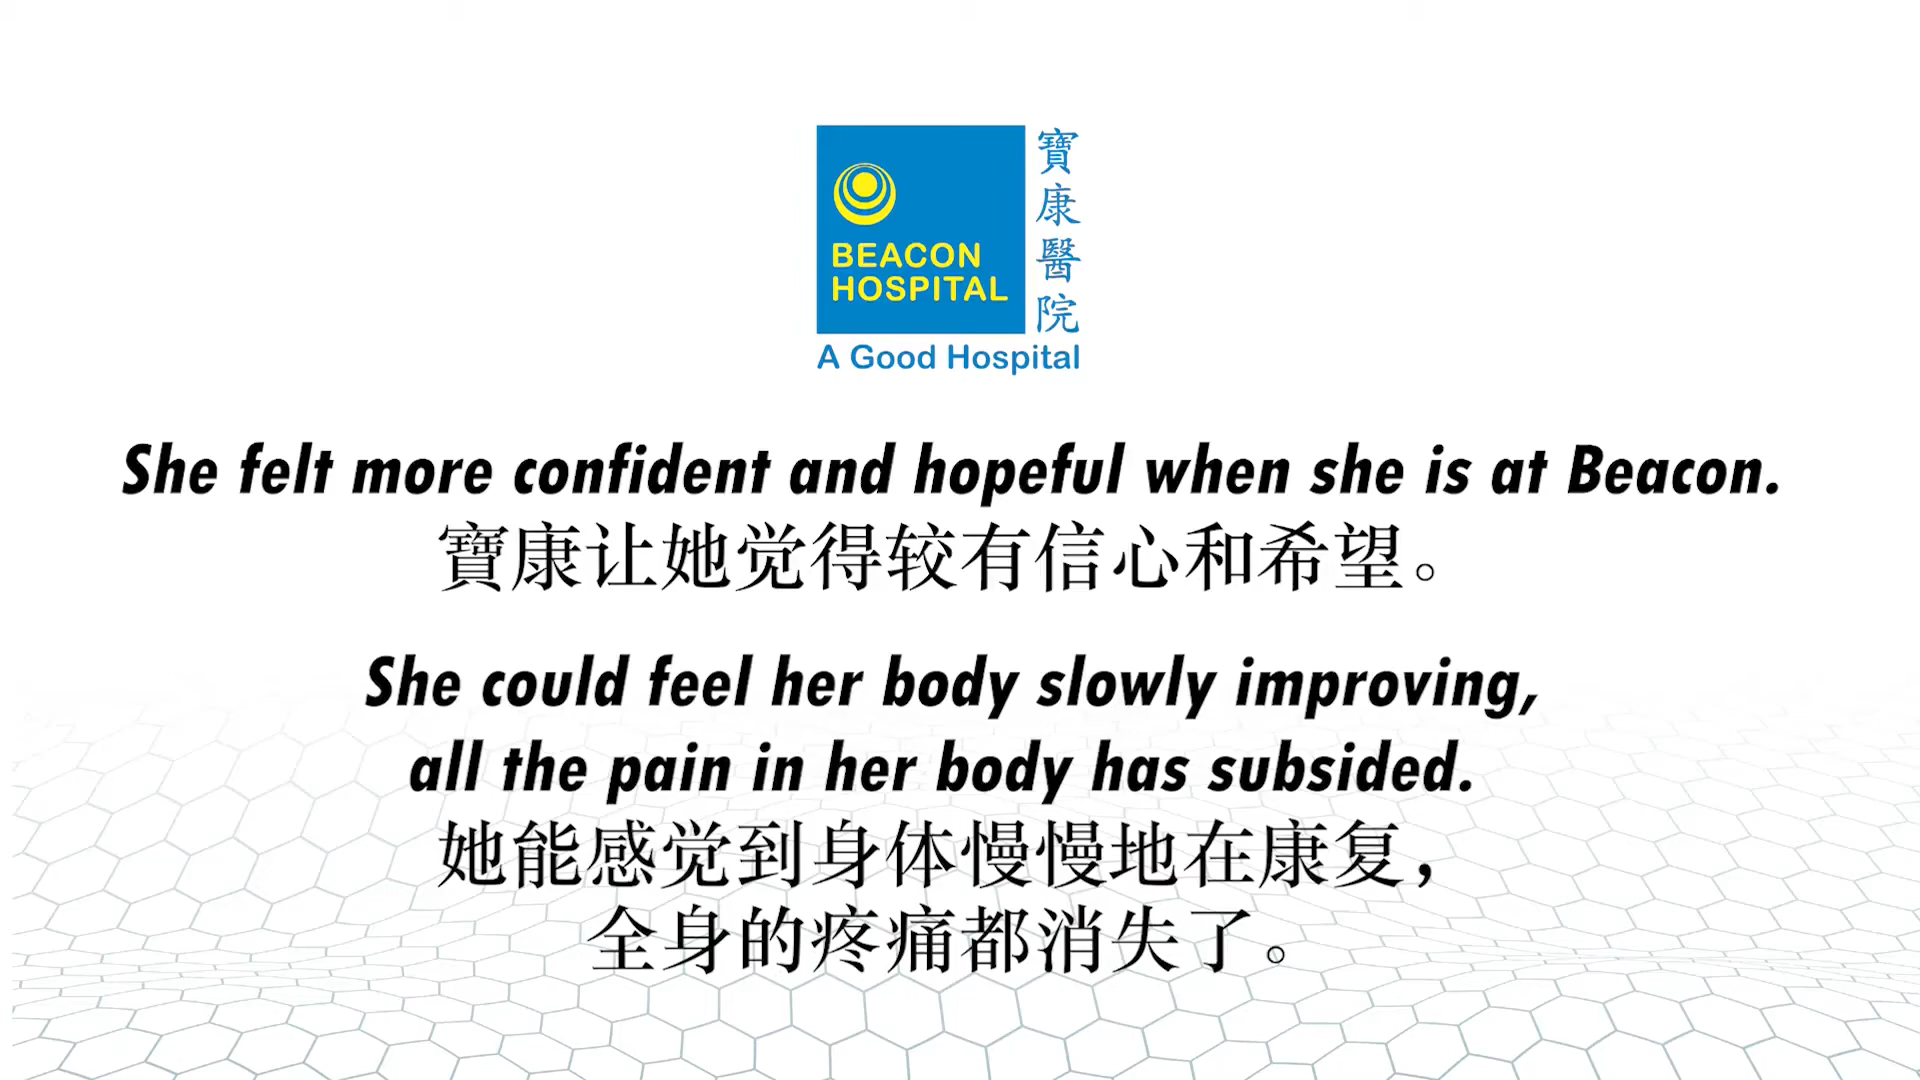 BEACON
HOSPITAL
寶康醫院
A Good Hospital
She felt more confident and hopeful when she is at Beacon.
寶康让她觉得较有信心和希望。
She could feel her body slowly improving,
all the pain in her body has subsided.
她能感觉到身体慢慢地在康复，
全身的疼痛都消失了。